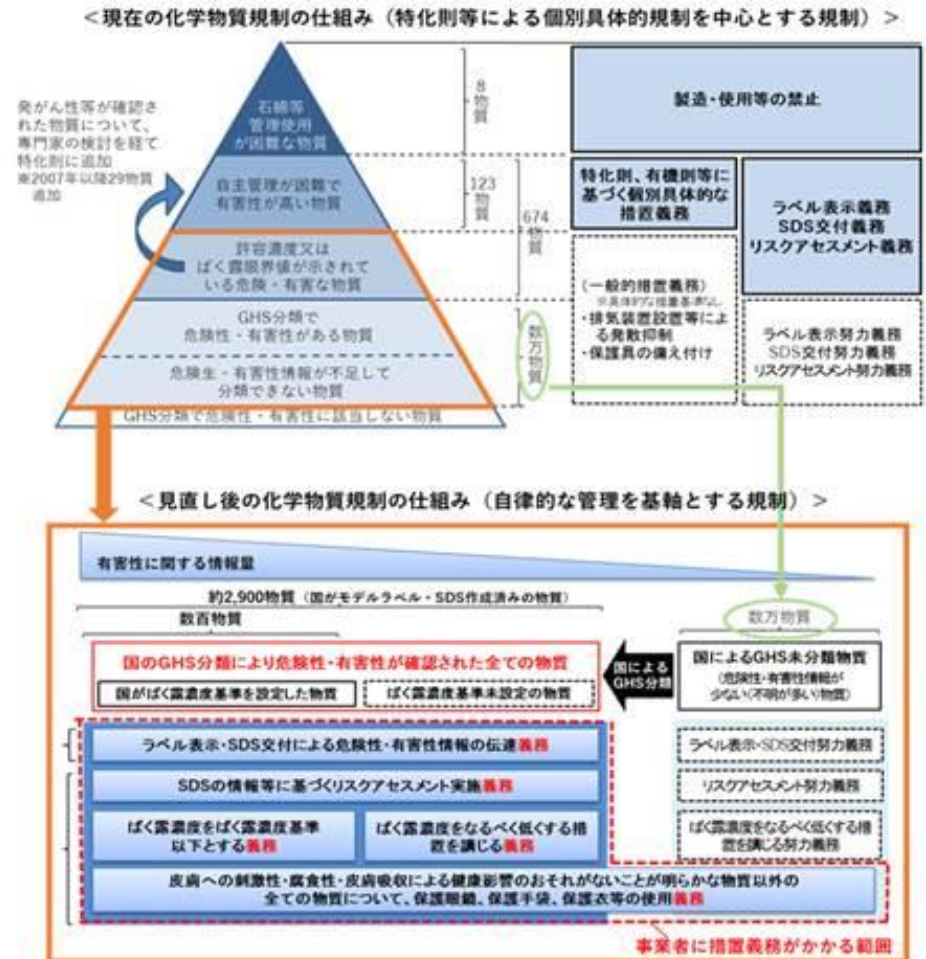 ＜現在の化学物質規制の仕組み（特化則等による個別具体的規制を中心とする規制）＞
発がん性等が確認さ
れた物質について、
専門家の検討を経て
特化則に追加
※2007年以降29物質
追加
石綿等
管理使用
が困難な物質
自主管理が困難で
有害性が高い物質
許容濃度又は
ばく露限界値が示されて
いる危険・有害な物質
GHS分類で
危険性・有害性がある物質
危険生・有害性情報が不足して
分類できない物質
GHS分類で危険性・有害性に該当しない物質
8
物質
123
物質
674
物質
数万物質
製造・使用等の禁止
特化則、有機則等に
基づく個別具体的な
措置義務
（一般的措置義務）
※具体的な措置基準なし
・排気装置設置等によ
る発散抑制
・保護具の備え付け
ラベル表示義務
SDS交付義務
リスクアセスメント義務
ラベル表示努力義務
SDS交付努力義務
リスクアセスメント努力義務
＜見直し後の化学物質規制の仕組み（自律的な管理を基軸とする規制）＞
有害性に関する情報量
約2,900物質（国がモデルラベル・SDS作成済みの物質）
数百物質
数万物質
国のGHS分類により危険性・有害性が確認された全ての物質
国がばく露濃度基準を設定した物質
ばく露濃度基準未設定の物質
国による
GHS分類
国によるGHS未分類物質
（危険性・有害性情報が
少ない（不明が多い）物質）
ラベル表示・SDS交付による危険性・有害性情報の伝達義務
ラベル表示・SDS交付努力義務
SDSの情報等に基づくリスクアセスメント実施義務
リスクアセスメント努力義務
ばく露濃度をばく露濃度基準
以下とする義務
ばく露濃度をなるべく低くする措
置を講じる義務
ばく露濃度をなるべく低くする措
置を講じる努力義務
皮膚への刺激性・腐食性・皮膚吸収による健康影響のおそれがないことが明らかな物質以外の
全ての物質について、保護眼鏡、保護手袋、保護衣等の使用義務
事業者に措置義務がかかる範囲